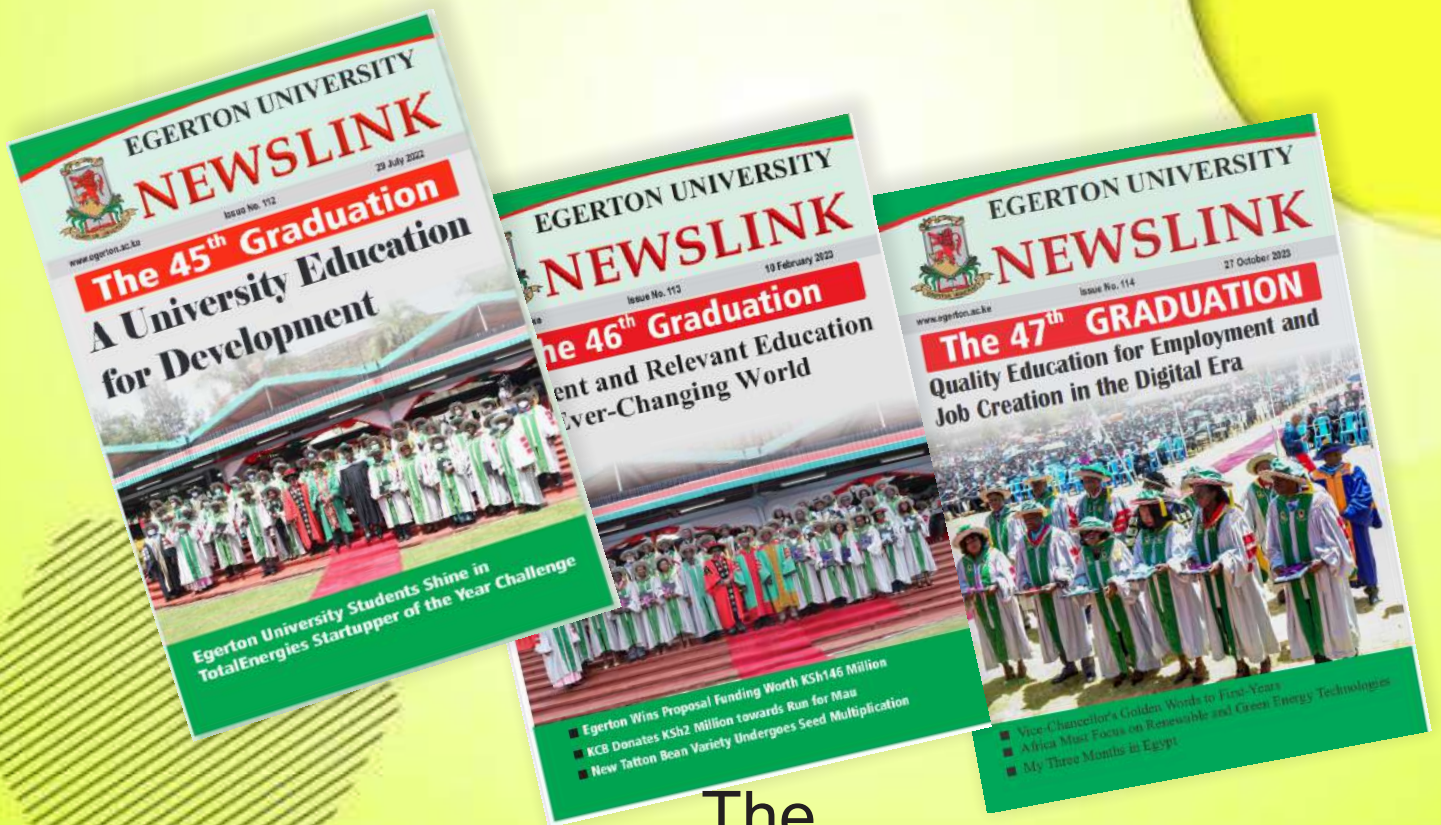 EGERTON UNIVERSITY
NEWSLINK
www.egerton.ac.ke
Issue No. 112
29 July 2022
The 45th Graduation
A University Education
for Development
Egerton University Students Shine in
TotalEnergies Startupper of the Year Challenge
EGERTON UNIVERSITY
NEWSLINK
ke
Issue No. 113
10 February 2023
he 46th Graduation
ent and Relevant Education
Ever-Changing World
Egerton Wins Proposal Funding Worth KSh146 Million
KCB Donates KSh2 Million towards Run for Mau
New Tatton Bean Variety Undergoes Seed Multiplication
EGERTON UNIVERSITY
NEWSLINK
www.egerton.ac.ke
Issue No. 114
27 October 2023
The 47th GRADUATION
Quality Education for Employment and
Job Creation in the Digital Era
Vice-Chancellor's Golden Words to First-Years
Africa Must Focus on Renewable and Green Energy Technologies
My Three Months in Egypt
The